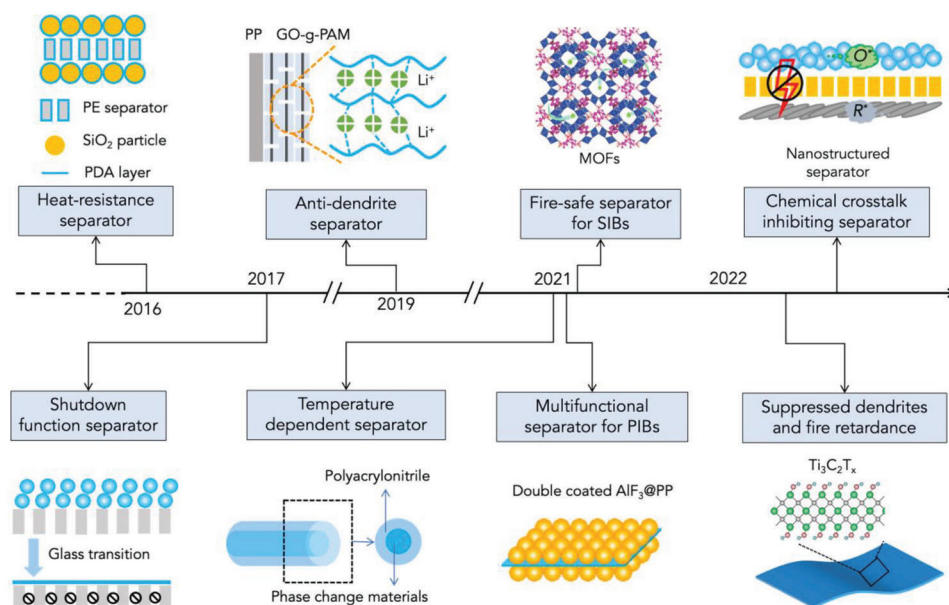 PE separator
SiO₂ particle
PDA layer
PP GO-g-PAM
Li⁺
Li⁺
MOFs
O*
R*
Nanostructured
separator
Heat-resistance
separator
Anti-dendrite
separator
Fire-safe separator
for SIBs
Chemical crosstalk
inhibiting separator
2016
2017
2019
2021
2022
Shutdown
function separator
Temperature
dependent separator
Multifunctional
separator for PIBs
Suppressed dendrites
and fire retardance
Glass transition
Polyacrylonitrile
Phase change materials
Double coated AlF₃@PP
Ti₃C₂Tₓ